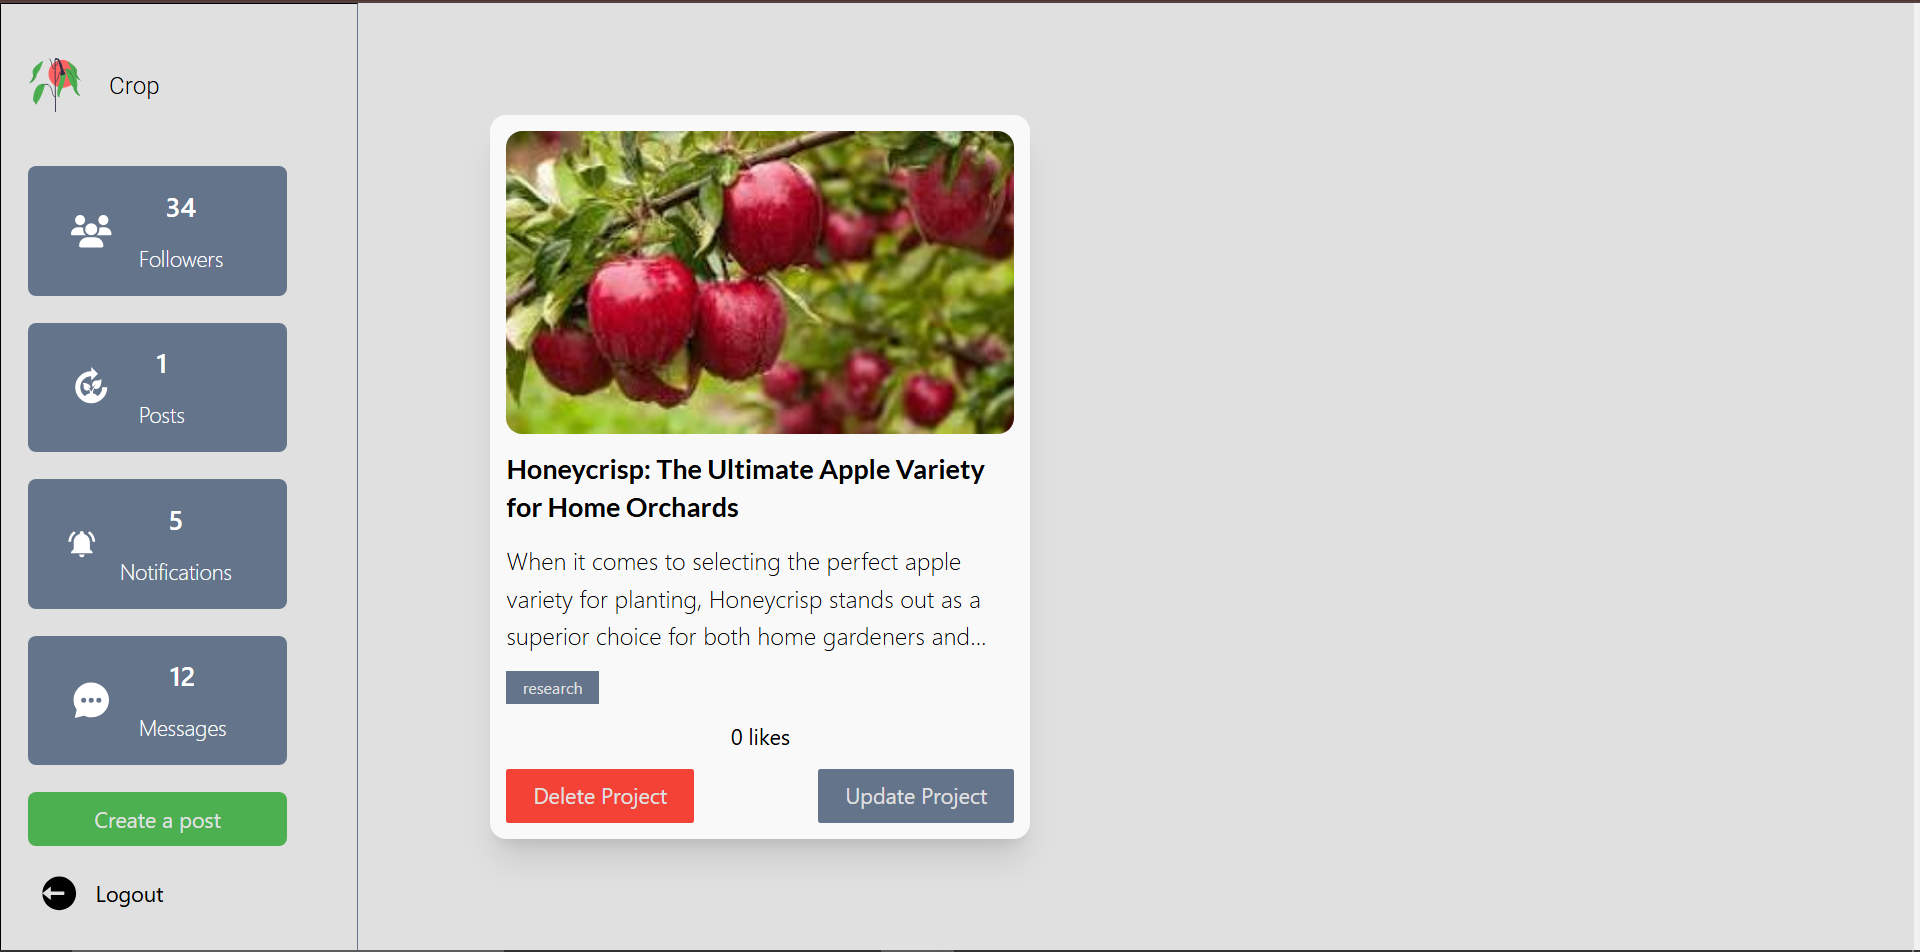 Crop
34
Followers
1
Posts
5
Notifications
12
Messages
Create a post
Logout
Honeycrisp: The Ultimate Apple Variety
for Home Orchards
When it comes to selecting the perfect apple
variety for planting, Honeycrisp stands out as a
superior choice for both home gardeners and...
research
0 likes
Delete Project
Update Project